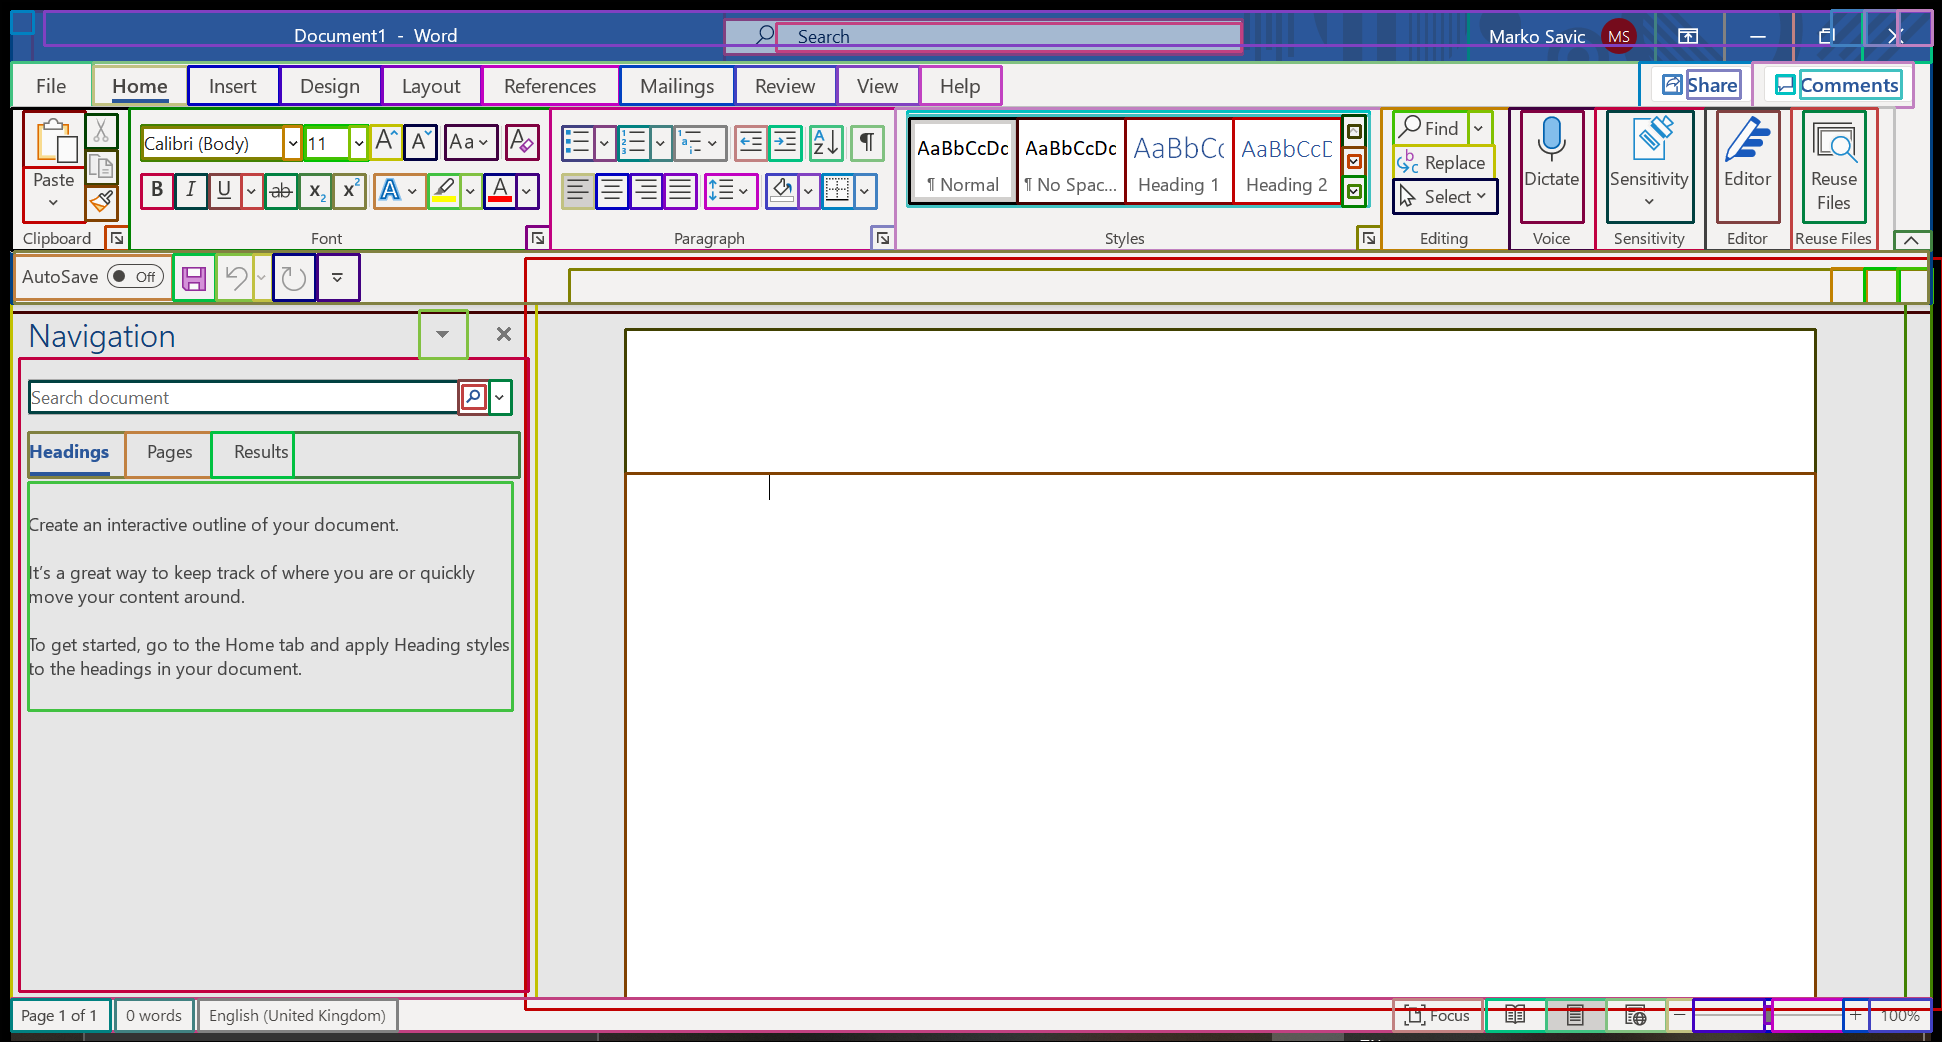 Document1 - Word
Search
Marko Savic
MS
File
Home
Insert
Design
Layout
References
Mailings
Review
View
Help
Share
Comments
Paste
Clipboard
Calibri (Body)
11
Aa
B I U ab x₂ x²
A
Font
Paragraph
AaBbCcDc
¶ Normal
AaBbCcDc
¶ No Spac...
AaBbCc
Heading 1
AaBbCcD
Heading 2
Styles
Find
Replace
Select
Editing
Dictate
Voice
Sensitivity
Sensitivity
Editor
Editor
Reuse
Files
Reuse Files
AutoSave
Off
Navigation
Search document
Headings
Pages
Results
Create an interactive outline of your document.
It's a great way to keep track of where you are or quickly
move your content around.
To get started, go to the Home tab and apply Heading styles
to the headings in your document.
Page 1 of 1
0 words
English (United Kingdom)
Focus
100%